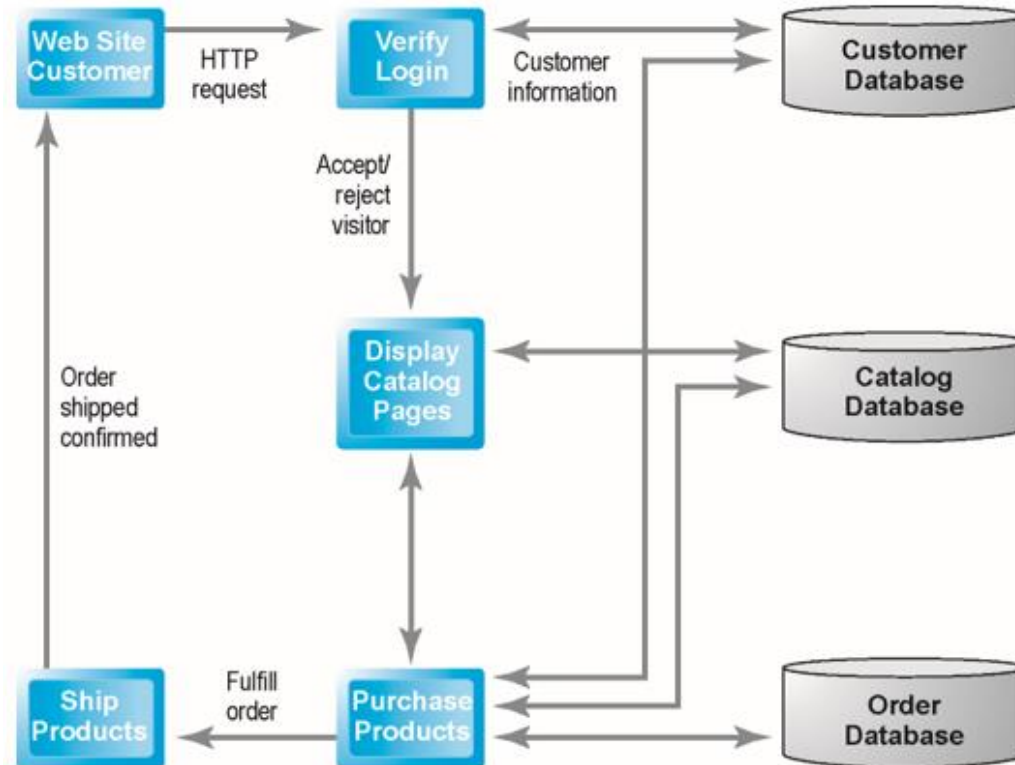 Web Site
Customer
HTTP
request
Verify
Login
Customer
information
Customer
Database
Accept/
reject
visitor
Display
Catalog
Pages
Catalog
Database
Order
shipped
confirmed
Ship
Products
Fulfill
order
Purchase
Products
Order
Database